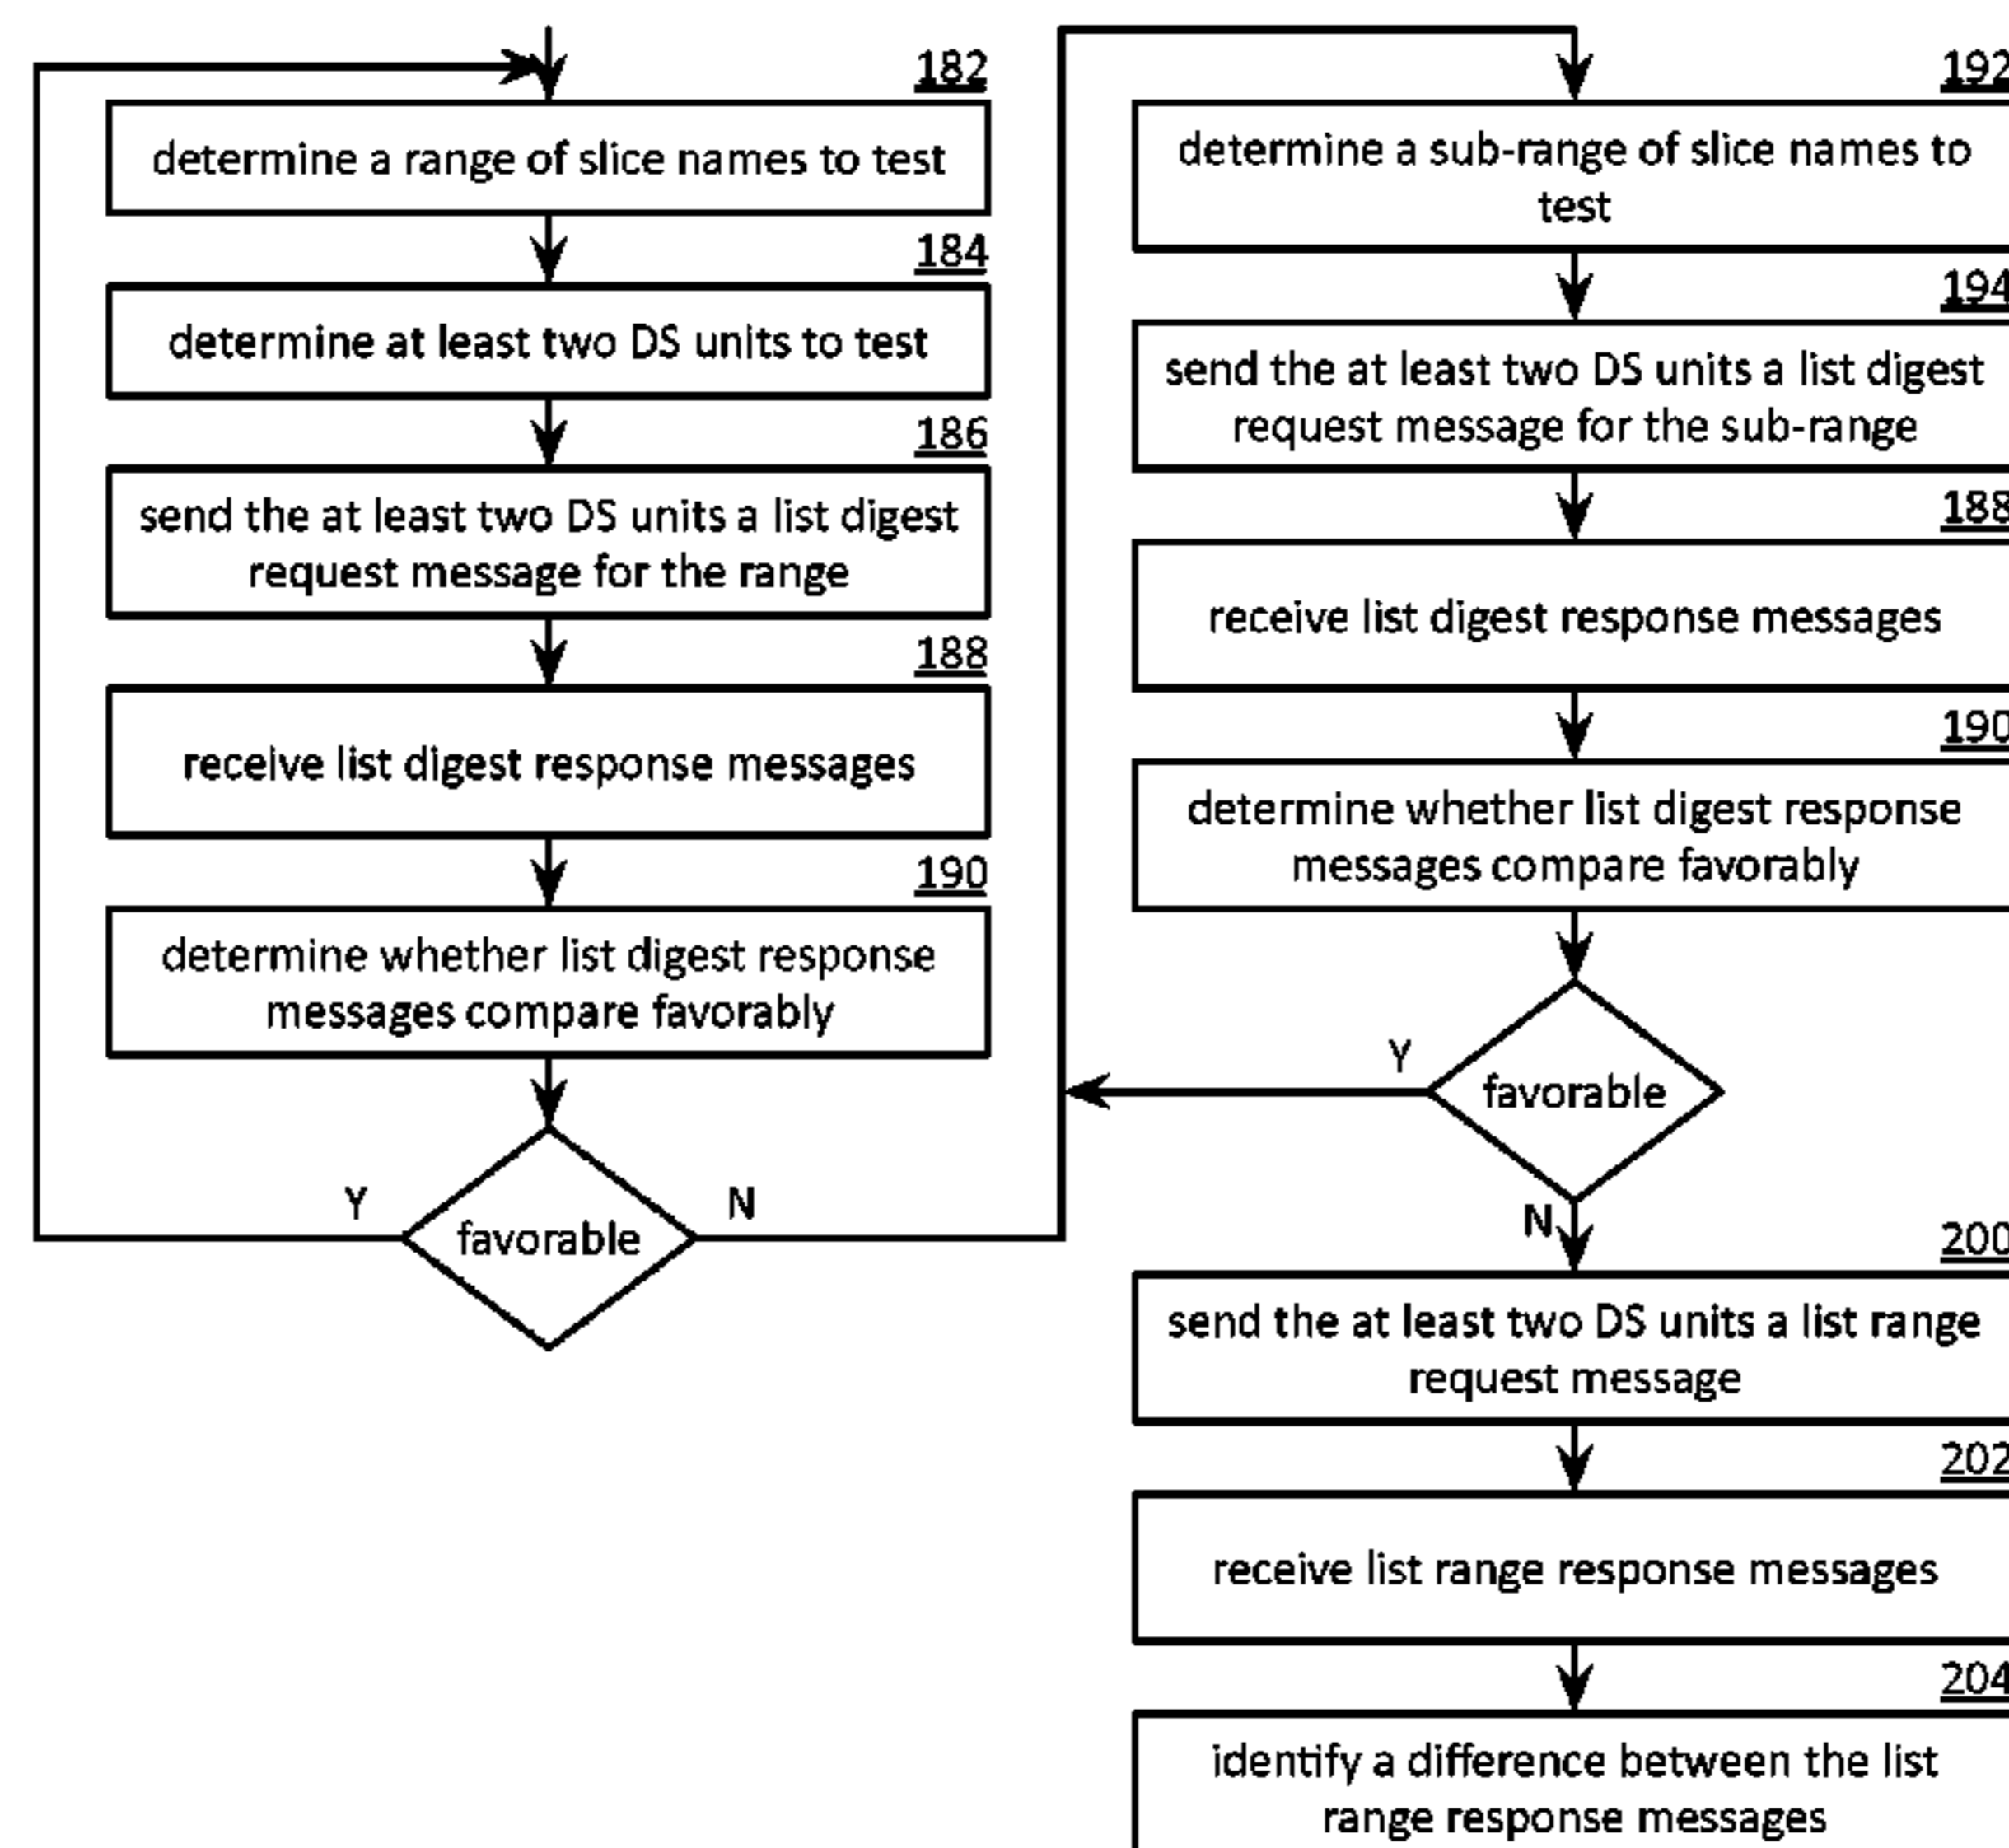 182
determine a range of slice names to test
184
determine at least two DS units to test
186
send the at least two DS units a list digest
request message for the range
188
receive list digest response messages
190
determine whether list digest response
messages compare favorably
favorable
Y
N
192
determine a sub-range of slice names to
test
194
send the at least two DS units a list digest
request message for the sub-range
188
receive list digest response messages
190
determine whether list digest response
messages compare favorably
Y
favorable
N
200
send the at least two DS units a list range
request message
202
receive list range response messages
204
identify a difference between the list
range response messages